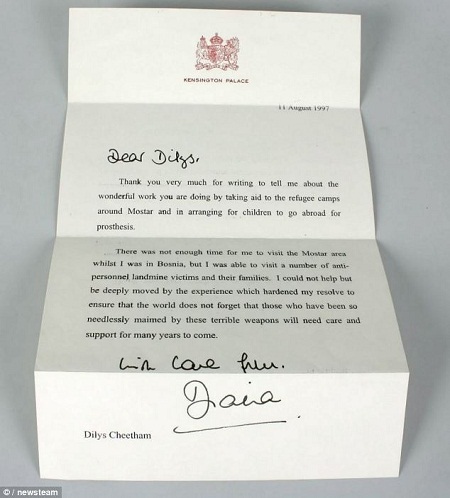 KENSINGTON PALACE
11 August 1997
Dear Dilys,
Thank you very much for writing to tell me about the
wonderful work you are doing by taking aid to the refugee camps
around Mostar and in arranging for children to go abroad for
prosthesis.
There was not enough time for me to visit the Mostar area
whilst I was in Bosnia, but I was able to visit a number of anti-
personnel landmine victims and their families. I could not help but
be deeply moved by the experience which hardened my resolve to
ensure that the world does not forget that those who have been so
needlessly maimed by these terrible weapons will need care and
support for many years to come.
with love from.
Diana
Dilys Cheetham
© / newsteam